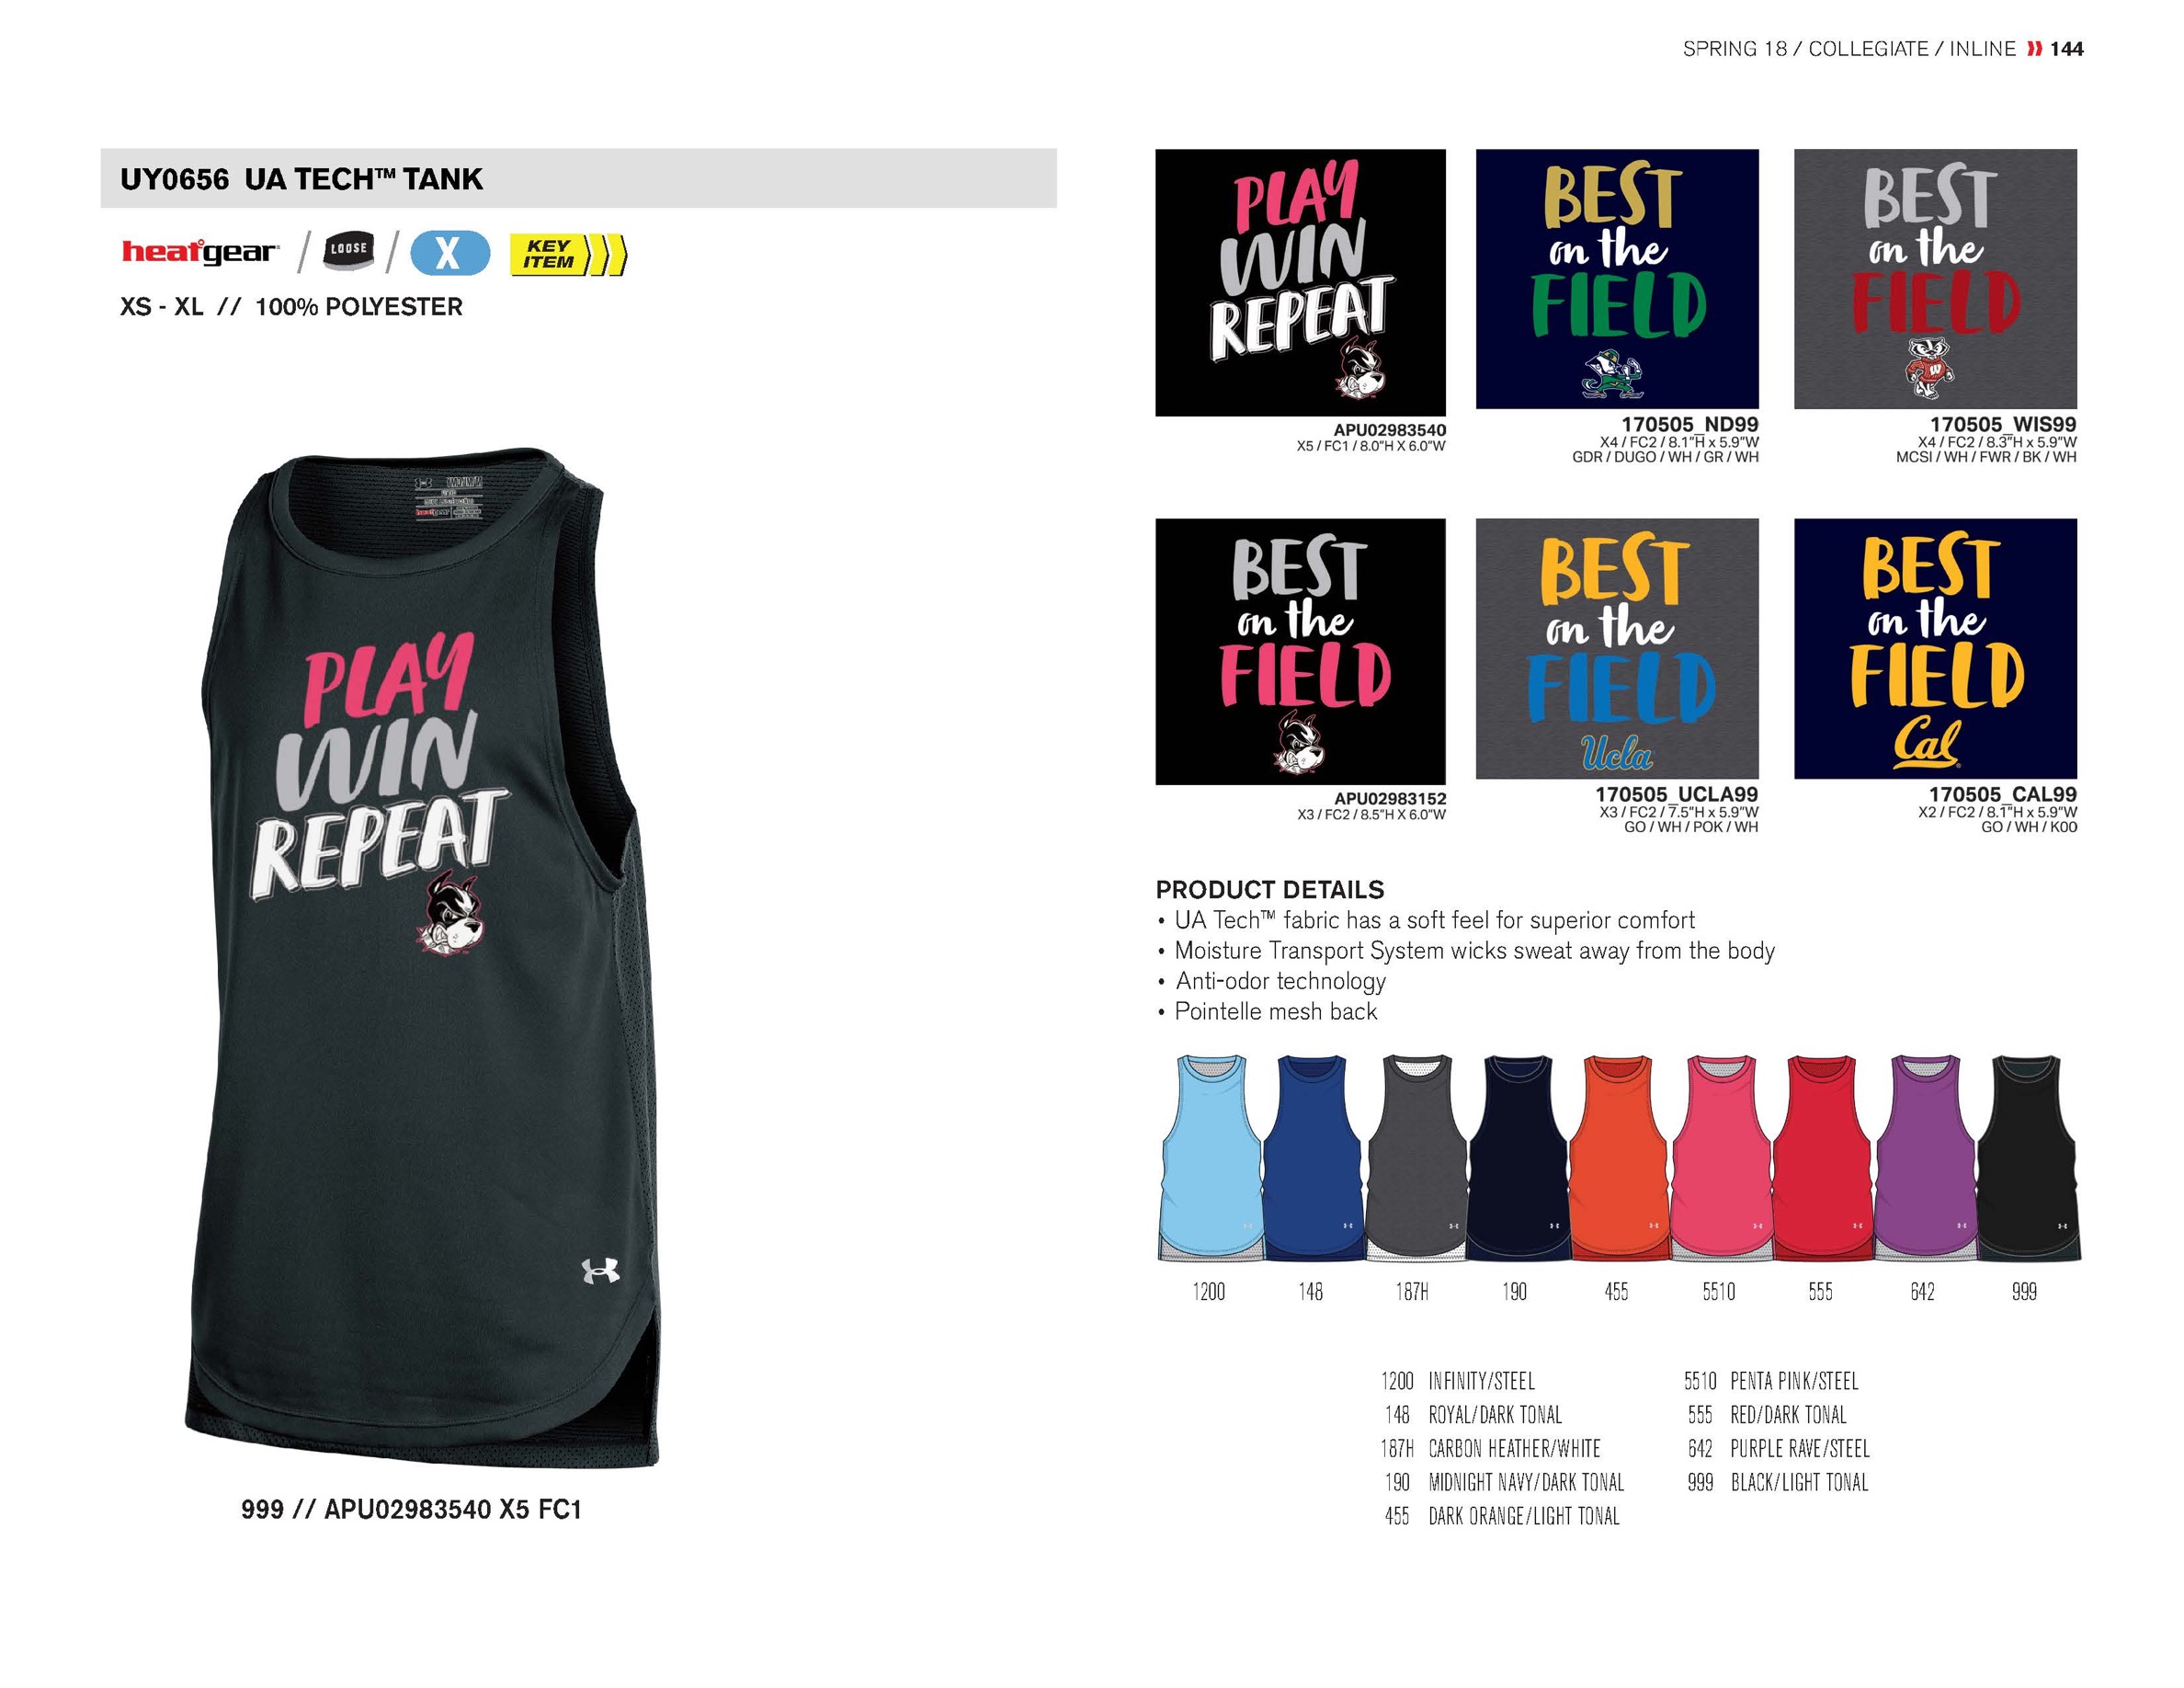 SPRING 18 / COLLEGIATE / INLINE 144
UY0656 UA TECH™ TANK
heatgear / LOOSE / X KEY ITEM
XS - XL // 100% POLYESTER
heatgear
PLAY
WIN
REPEAT
999 // APU02983540 X5 FC1
PLAY
WIN
REPEAT
APU02983540
X5 / FC1 / 8.0"H X 6.0"W
BEST
on the
FIELD
170505_ND99
X4 / FC2 / 8.1"H x 5.9"W
GDR / DUGO / WH / GR / WH
BEST
on the
FIELD
W
170505_WIS99
X4 / FC2 / 8.3"H x 5.9"W
MCSI / WH / FWR / BK / WH
BEST
on the
FIELD
APU02983152
X3 / FC2 / 8.5"H X 6.0"W
BEST
on the
FIELD
Ucla
170505_UCLA99
X3 / FC2 / 7.5"H x 5.9"W
GO / WH / POK / WH
BEST
on the
FIELD
Cal
170505_CAL99
X2 / FC2 / 8.1"H x 5.9"W
GO / WH / K00
PRODUCT DETAILS
• UA Tech™ fabric has a soft feel for superior comfort
• Moisture Transport System wicks sweat away from the body
• Anti-odor technology
• Pointelle mesh back
1200 148 187H 190 455 5510 555 642 999
1200 INFINITY/STEEL
148 ROYAL/DARK TONAL
187H CARBON HEATHER/WHITE
190 MIDNIGHT NAVY/DARK TONAL
455 DARK ORANGE/LIGHT TONAL
5510 PENTA PINK/STEEL
555 RED/DARK TONAL
642 PURPLE RAVE/STEEL
999 BLACK/LIGHT TONAL